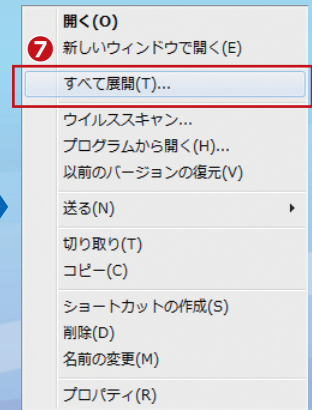 開く(O)
❼ 新しいウィンドウで開く(E)
すべて展開(T)...
ウイルススキャン...
プログラムから開く(H)...
以前のバージョンの復元(V)
送る(N)
切り取り(T)
コピー(C)
ショートカットの作成(S)
削除(D)
名前の変更(M)
プロパティ(R)